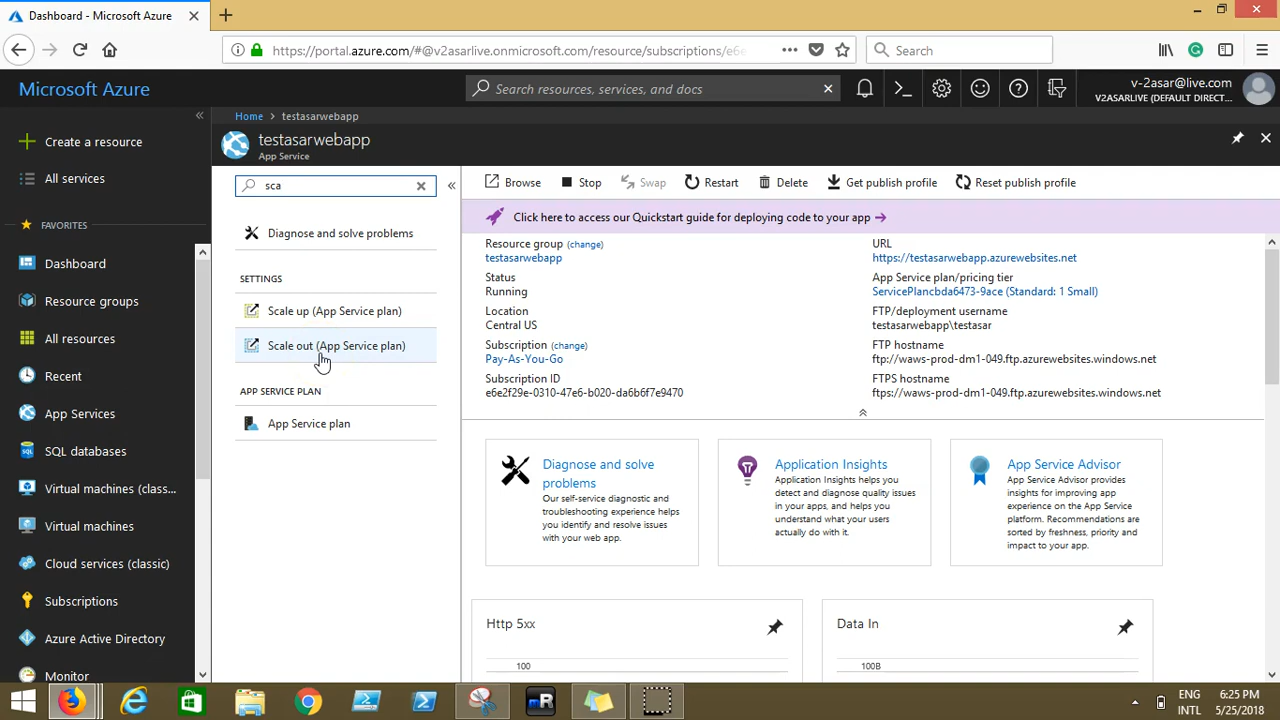 Dashboard - Microsoft Azure
https://portal.azure.com/#@v2asarlive.onmicrosoft.com/resource/subscriptions/e6e
Search
Microsoft Azure
Search resources, services, and docs
v-2asar@live.com
V2ASARLIVE (DEFAULT DIRECT...
Create a resource
All services
FAVORITES
Dashboard
Resource groups
All resources
Recent
App Services
SQL databases
Virtual machines (class...
Virtual machines
Cloud services (classic)
Subscriptions
Azure Active Directory
Monitor
Home > testasarwebapp
testasarwebapp
App Service
sca
Diagnose and solve problems
SETTINGS
Scale up (App Service plan)
Scale out (App Service plan)
APP SERVICE PLAN
App Service plan
Browse Stop Swap Restart Delete Get publish profile Reset publish profile
Click here to access our Quickstart guide for deploying code to your app
Resource group (change)
testasarwebapp
Status
Running
Location
Central US
Subscription (change)
Pay-As-You-Go
Subscription ID
e6e2f29e-0310-47e6-b020-da6b6f7e9470
URL
https://testasarwebapp.azurewebsites.net
App Service plan/pricing tier
ServicePlancbda6473-9ace (Standard: 1 Small)
FTP/deployment username
testasarwebapp\testasar
FTP hostname
ftp://waws-prod-dm1-049.ftp.azurewebsites.windows.net
FTPS hostname
ftps://waws-prod-dm1-049.ftp.azurewebsites.windows.net
Diagnose and solve
problems
Our self-service diagnostic and
troubleshooting experience helps
you identify and resolve issues
with your web app.
Application Insights
Application Insights helps you
detect and diagnose quality issues
in your apps, and helps you
understand what your users
actually do with it.
App Service Advisor
App Service Advisor provides
insights for improving app
experience on the App Service
platform. Recommendations are
sorted by freshness, priority and
impact to your app.
Http 5xx
100
Data In
100B
R
ENG
INTL
6:25 PM
5/25/2018